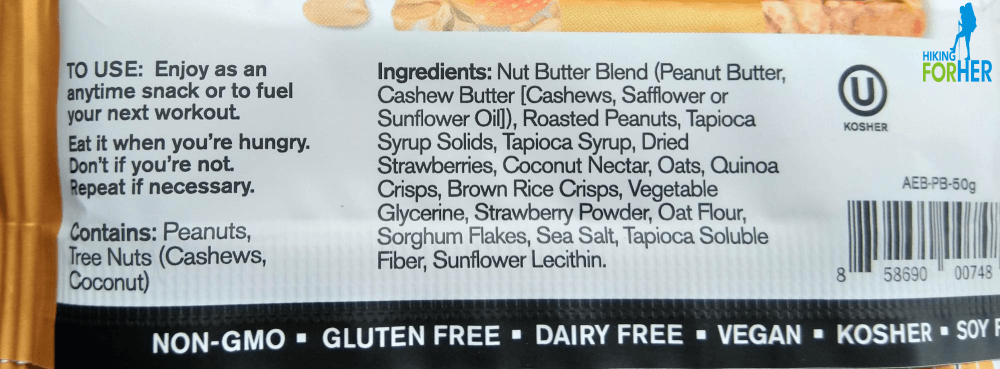 TO USE: Enjoy as an
anytime snack or to fuel
your next workout.
Eat it when you're hungry.
Don't if you're not.
Repeat if necessary.
Contains: Peanuts,
Tree Nuts (Cashews,
Coconut)
Ingredients: Nut Butter Blend (Peanut Butter,
Cashew Butter [Cashews, Safflower or
Sunflower Oil]), Roasted Peanuts, Tapioca
Syrup Solids, Tapioca Syrup, Dried
Strawberries, Coconut Nectar, Oats, Quinoa
Crisps, Brown Rice Crisps, Vegetable
Glycerine, Strawberry Powder, Oat Flour,
Sorghum Flakes, Sea Salt, Tapioca Soluble
Fiber, Sunflower Lecithin.
HIKING
FORHER
U
KOSHER
AEB-PB-50g
8 58690 00748
NON-GMO ▪ GLUTEN FREE ▪ DAIRY FREE ▪ VEGAN ▪ KOSHER ▪ SOY F